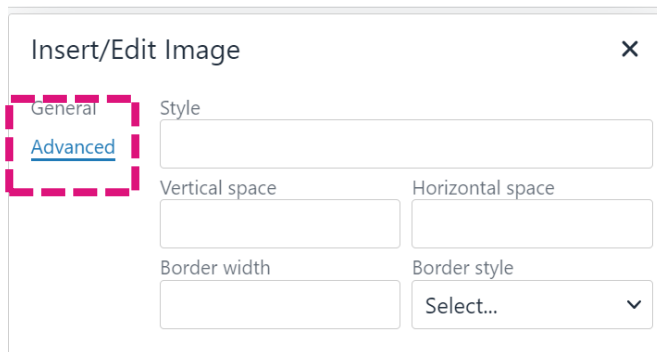 Insert/Edit Image
General
Advanced
Style
Vertical space
Horizontal space
Border width
Border style
Select...